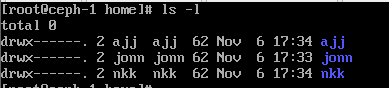 [root@ceph-1 home]# ls -l
total 0
drwx------. 2 ajj  ajj  62 Nov  6 17:34 ajj
drwx------. 2 jonn jonn 62 Nov  6 17:33 jonn
drwx------. 2 nkk  nkk  62 Nov  6 17:34 nkk